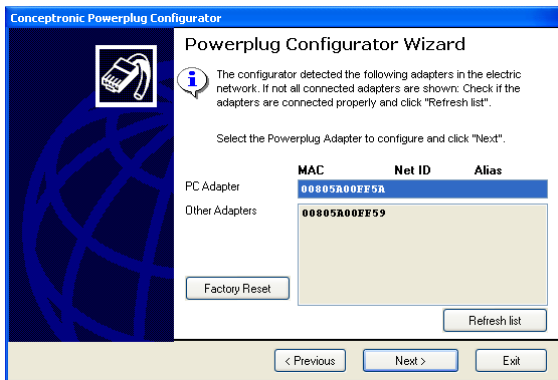 Conceptronic Powerplug Configurator
Powerplug Configurator Wizard
The configurator detected the following adapters in the electric
network. If not all connected adapters are shown: Check if the
adapters are connected properly and click "Refresh list".
Select the Powerplug Adapter to configure and click "Next".
MAC Net ID Alias
PC Adapter 00805A00FF5A
Other Adapters 00805A00FF59
Factory Reset
Refresh list
< Previous Next > Exit